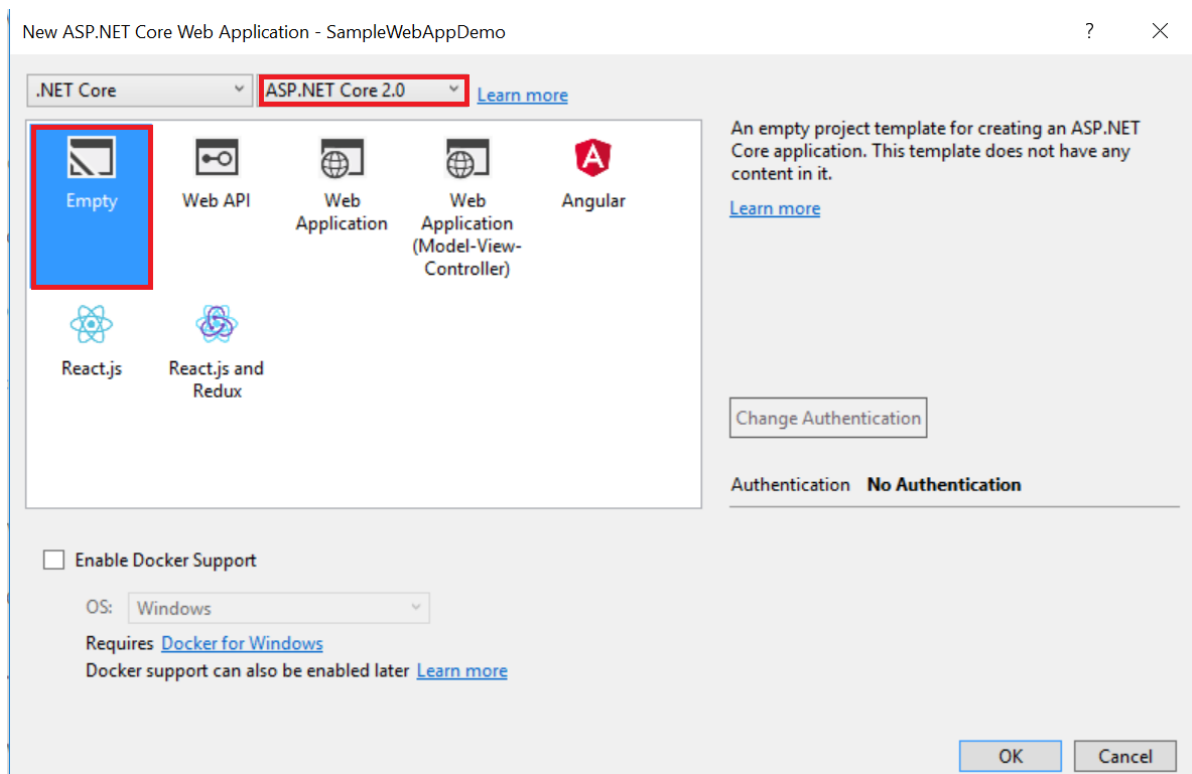 New ASP.NET Core Web Application - SampleWebAppDemo
?
.NET Core
ASP.NET Core 2.0
Learn more
Empty
Web API
Web
Application
Web
Application
(Model-View-
Controller)
Angular
React.js
React.js and
Redux
An empty project template for creating an ASP.NET
Core application. This template does not have any
content in it.
Learn more
Change Authentication
Authentication No Authentication
Enable Docker Support
OS: Windows
Requires Docker for Windows
Docker support can also be enabled later Learn more
OK
Cancel